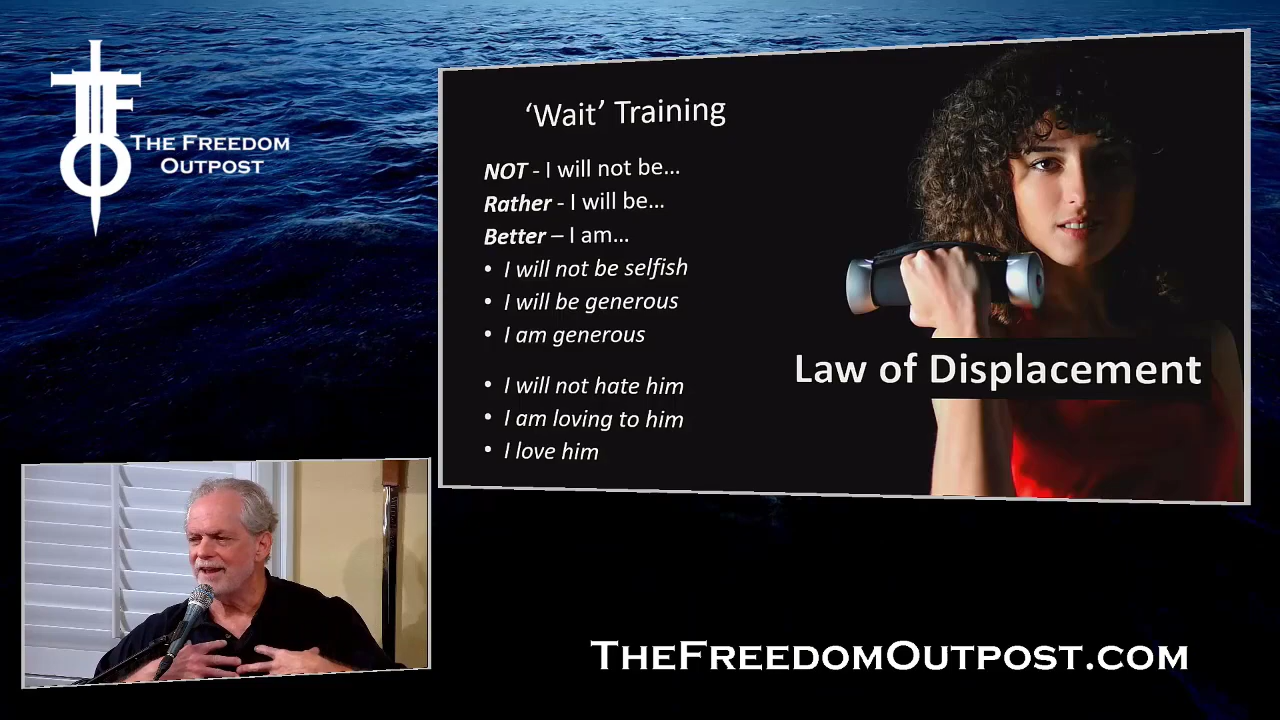 THE FREEDOM
OUTPOST
‘Wait’ Training
NOT - I will not be...
Rather - I will be...
Better – I am...
• I will not be selfish
• I will be generous
• I am generous
• I will not hate him
• I am loving to him
• I love him
Law of Displacement
THEFREEDOMOUTPOST.COM